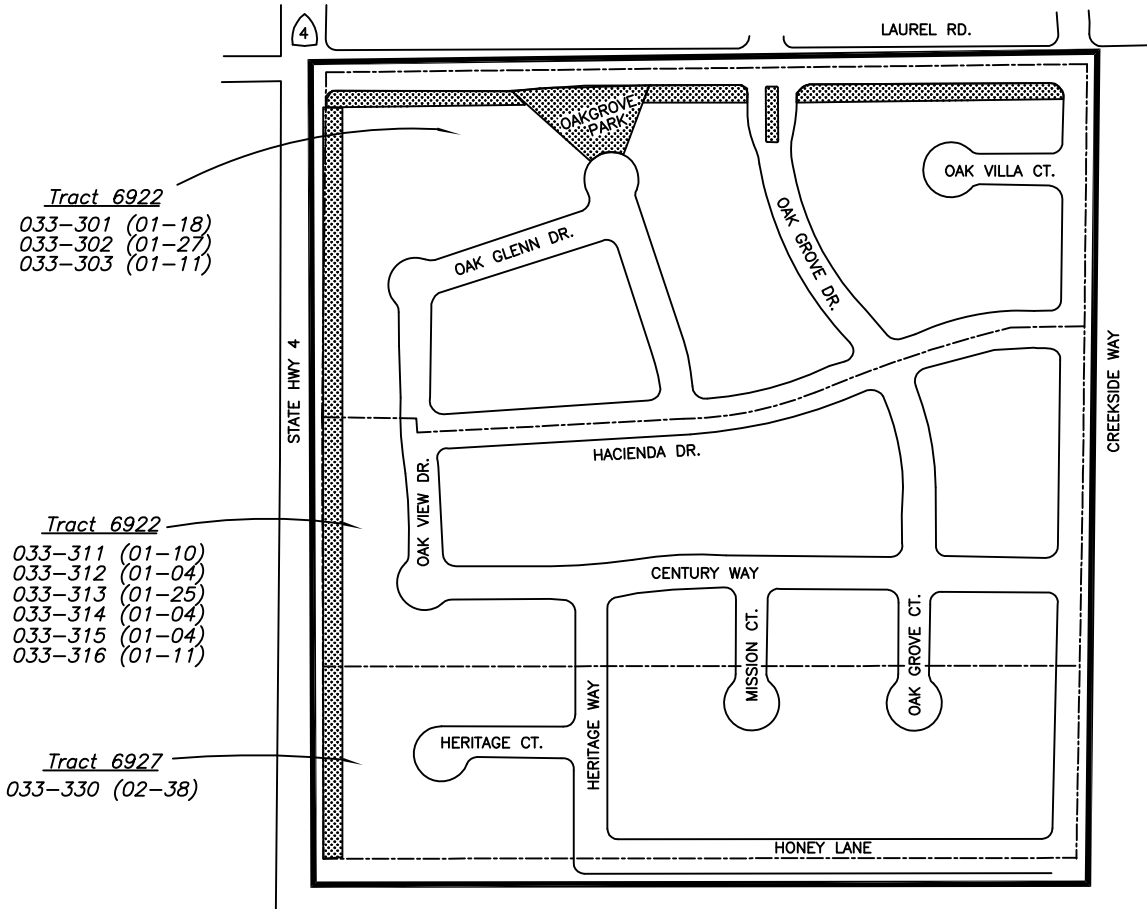 4
LAUREL RD.
OAKGROVE
PARK
OAK VILLA CT.
Tract 6922
033-301 (01-18)
033-302 (01-27)
033-303 (01-11)
OAK GLENN DR.
OAK GROVE DR.
STATE HWY 4
CREEKSIDE WAY
HACIENDA DR.
OAK VIEW DR.
Tract 6922
033-311 (01-10)
033-312 (01-04)
033-313 (01-25)
033-314 (01-04)
033-315 (01-04)
033-316 (01-11)
CENTURY WAY
MISSION CT.
OAK GROVE CT.
HERITAGE WAY
HERITAGE CT.
Tract 6927
033-330 (02-38)
HONEY LANE